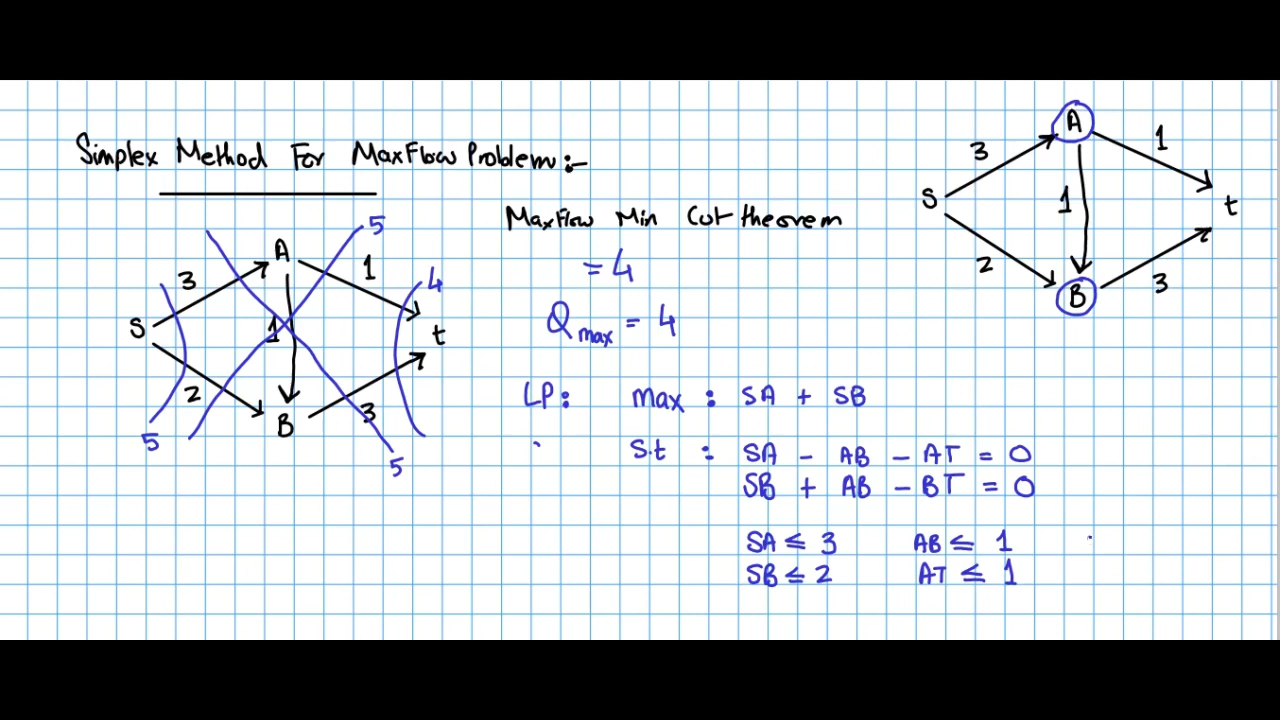 Simplex Method For MaxFlow Problem:-
MaxFlow Min Cut theorem
= 4
Qmax = 4
LP: max : SA + SB
S.t : SA - AB - AT = 0
SB + AB - BT = 0
SA ≤ 3 AB ≤ 1
SB ≤ 2 AT ≤ 1
5
A
3 1 4
S 1 t
2
B 3
5
5
A
3 1
S 1 t
2 3
B